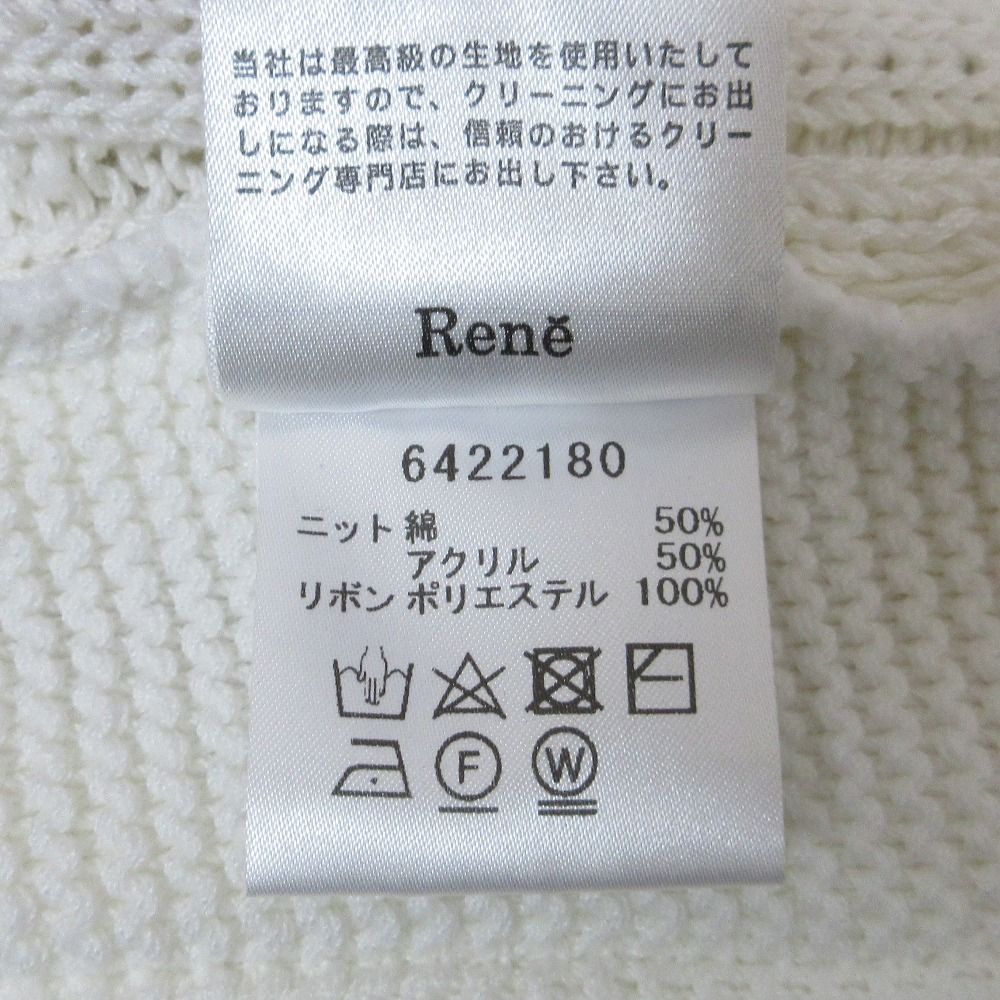 当社は最高級の生地を使用いたして
おりますので、クリーニングにお出
しになる際は、信頼のおけるクリー
ニング専門店にお出し下さい。
Renĕ
6422180
ニット 綿 50%
アクリル 50%
リボン ポリエステル 100%
F W